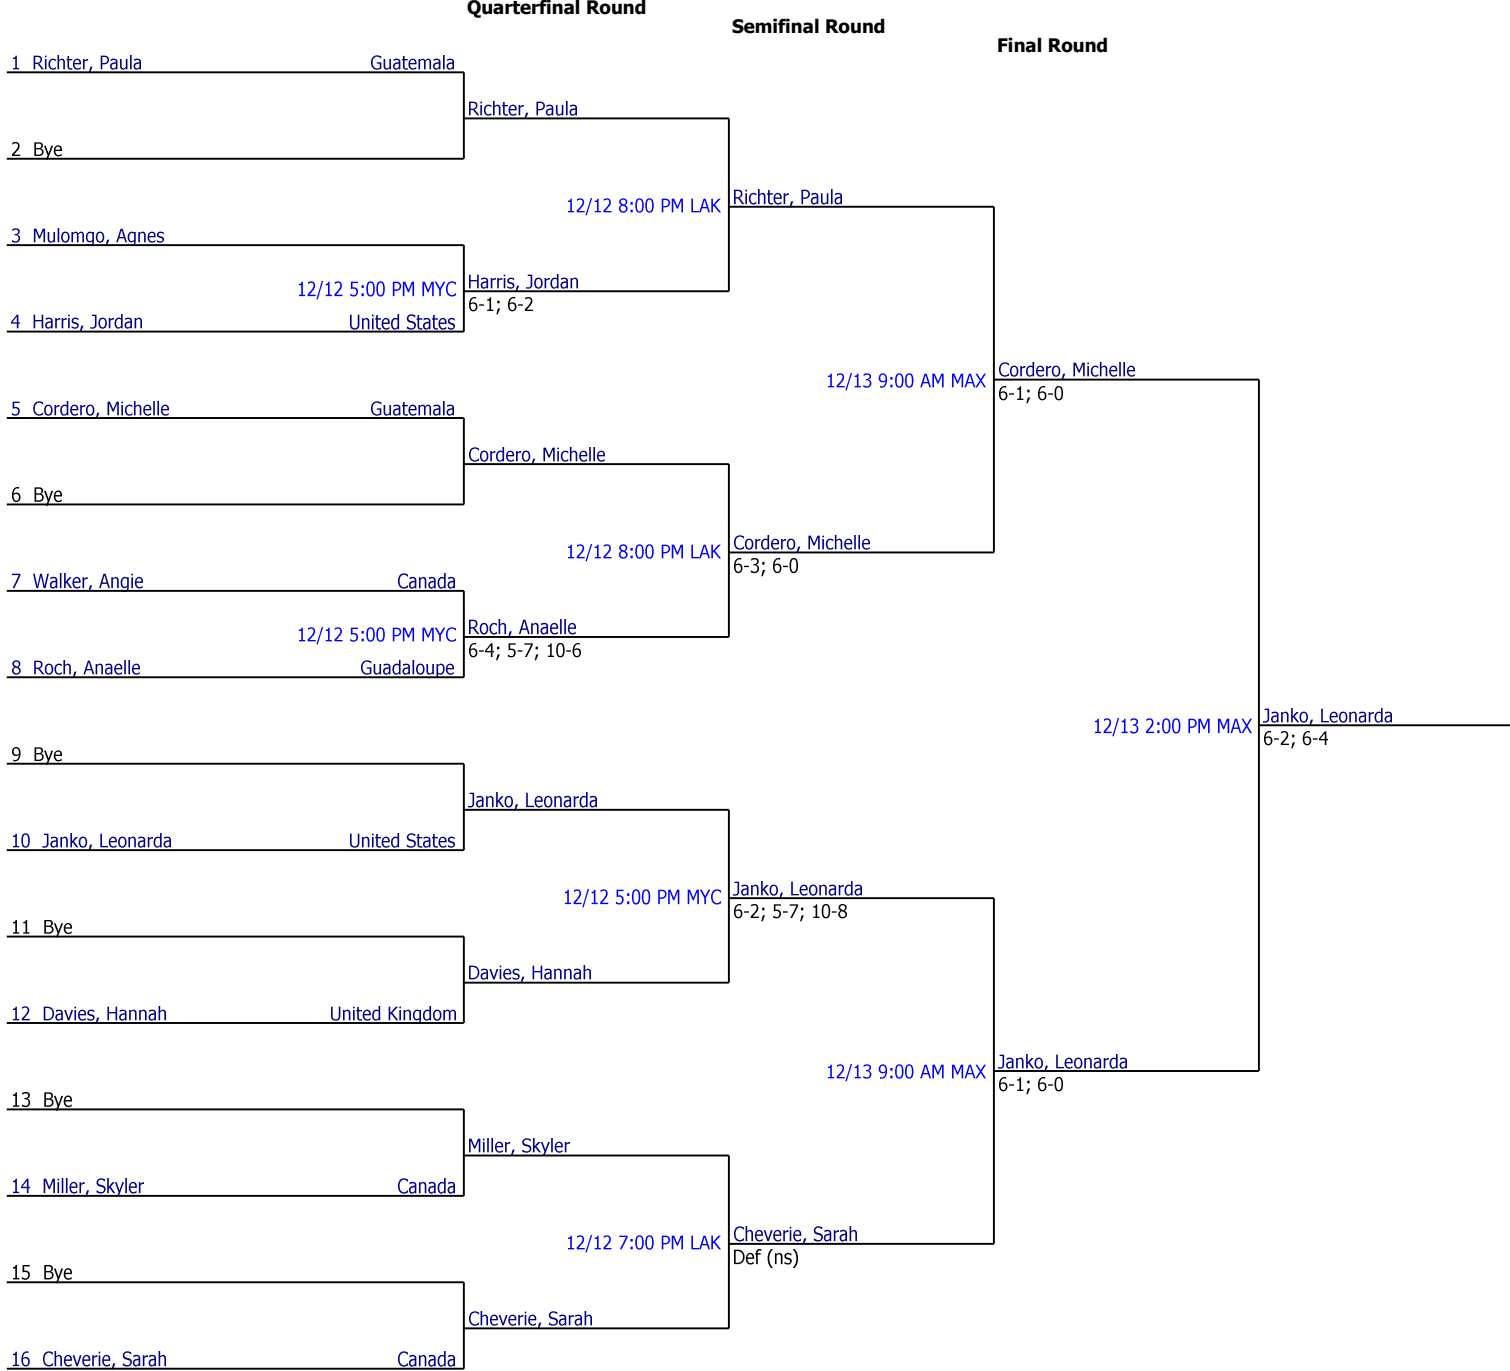 Quarterfinal Round
Semifinal Round
Final Round
1 Richter, Paula Guatemala
Richter, Paula
2 Bye
12/12 8:00 PM LAK Richter, Paula
3 Mulomgo, Agnes
12/12 5:00 PM MYC Harris, Jordan
6-1; 6-2
4 Harris, Jordan United States
12/13 9:00 AM MAX Cordero, Michelle
6-1; 6-0
5 Cordero, Michelle Guatemala
Cordero, Michelle
6 Bye
12/12 8:00 PM LAK Cordero, Michelle
6-3; 6-0
7 Walker, Angie Canada
12/12 5:00 PM MYC Roch, Anaelle
6-4; 5-7; 10-6
8 Roch, Anaelle Guadaloupe
12/13 2:00 PM MAX Janko, Leonarda
6-2; 6-4
9 Bye
Janko, Leonarda
10 Janko, Leonarda United States
12/12 5:00 PM MYC Janko, Leonarda
6-2; 5-7; 10-8
11 Bye
Davies, Hannah
12 Davies, Hannah United Kingdom
12/13 9:00 AM MAX Janko, Leonarda
6-1; 6-0
13 Bye
Miller, Skyler
14 Miller, Skyler Canada
12/12 7:00 PM LAK Cheverie, Sarah
Def (ns)
15 Bye
Cheverie, Sarah
16 Cheverie, Sarah Canada